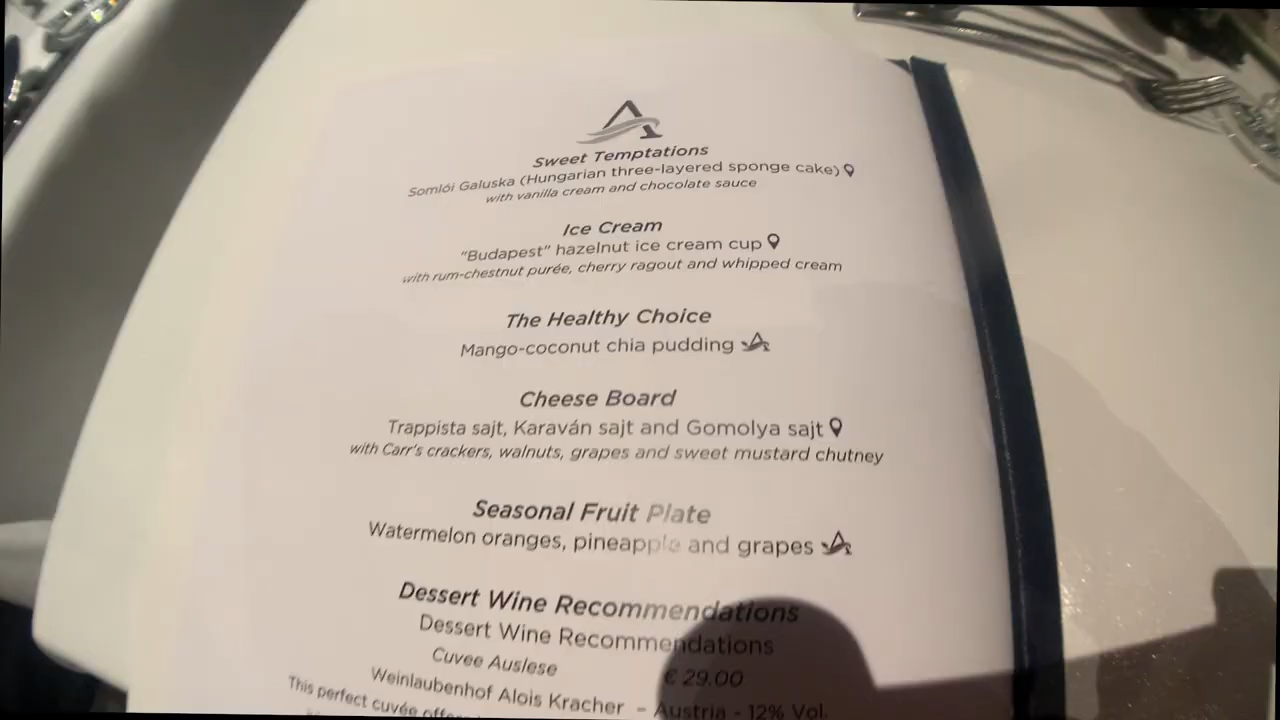 Sweet Temptations
Somlói Galuska (Hungarian three-layered sponge cake)
with vanilla cream and chocolate sauce
Ice Cream
"Budapest" hazelnut ice cream cup
with rum-chestnut purée, cherry ragout and whipped cream
The Healthy Choice
Mango-coconut chia pudding
Cheese Board
Trappista sajt, Karaván sajt and Gomolya sajt
with Carr's crackers, walnuts, grapes and sweet mustard chutney
Seasonal Fruit Plate
Watermelon oranges, pineapple and grapes
Dessert Wine Recommendations
Dessert Wine Recommendations
Cuvee Auslese € 29.00
Weinlaubenhof Alois Kracher – Austria - 12% Vol.
This perfect cuvée